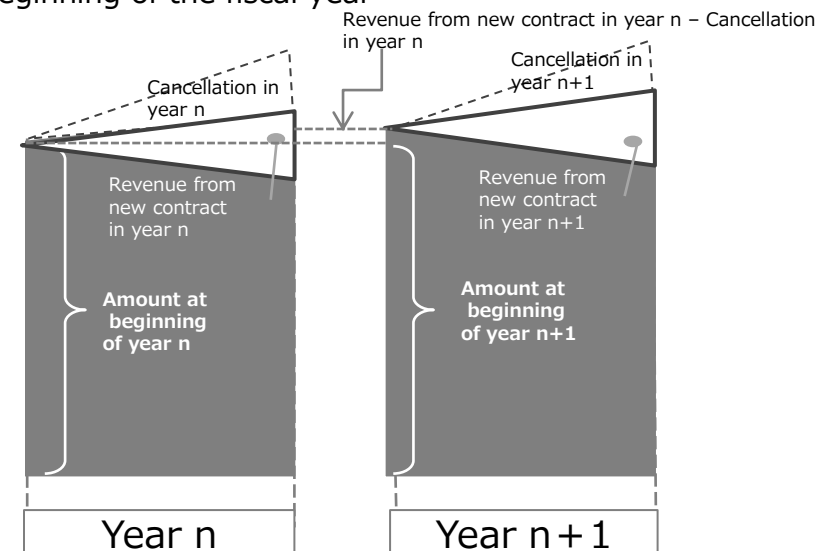 eginning of the fiscal year
Revenue from new contract in year n – Cancellation
in year n
Cancellation in
year n
Cancellation in
year n+1
Revenue from
new contract
in year n
Revenue from
new contract
in year n+1
Amount at
beginning
of year n
Amount at
beginning
of year n+1
Year n
Year n+1